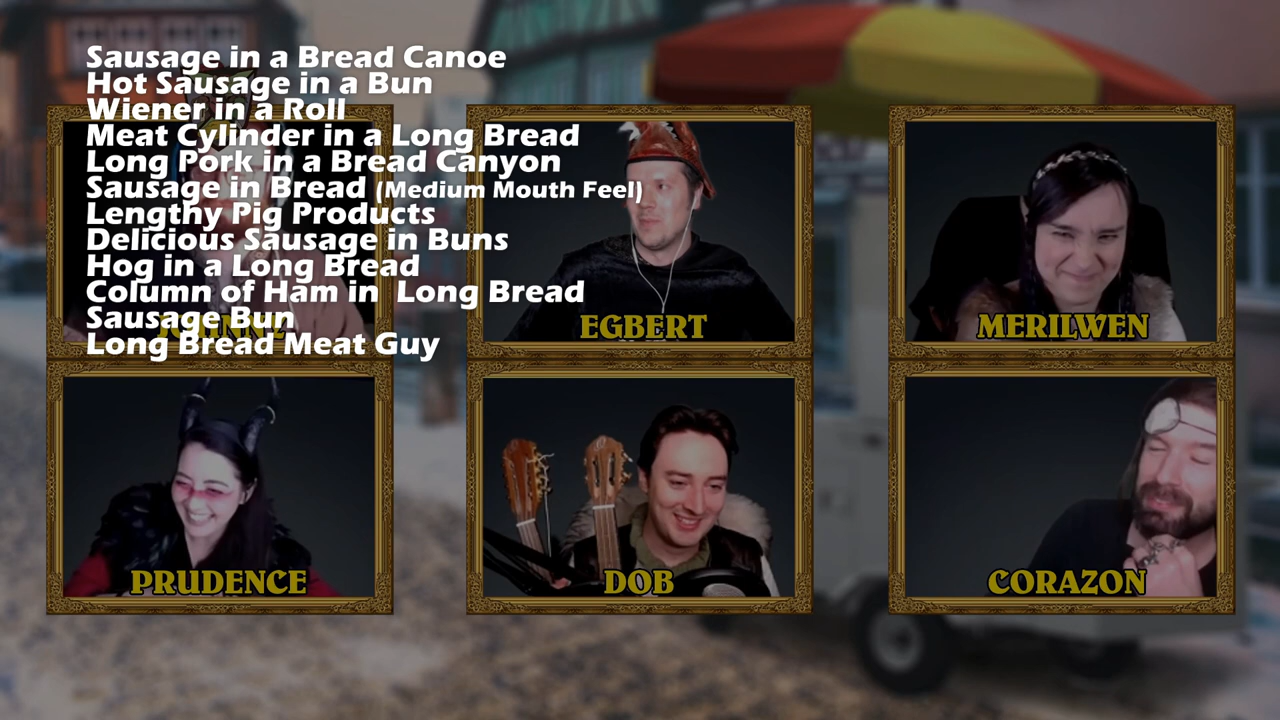 Sausage in a Bread Canoe
Hot Sausage in a Bun
Wiener in a Roll
Meat Cylinder in a Long Bread
Long Pork in a Bread Canyon
Sausage in Bread (Medium Mouth Feel)
Lengthy Pig Products
Delicious Sausage in Buns
Hog in a Long Bread
Column of Ham in Long Bread
Sausage Bun
Long Bread Meat Guy
EGBERT
MERILWEN
PRUDENCE
DOB
CORAZON